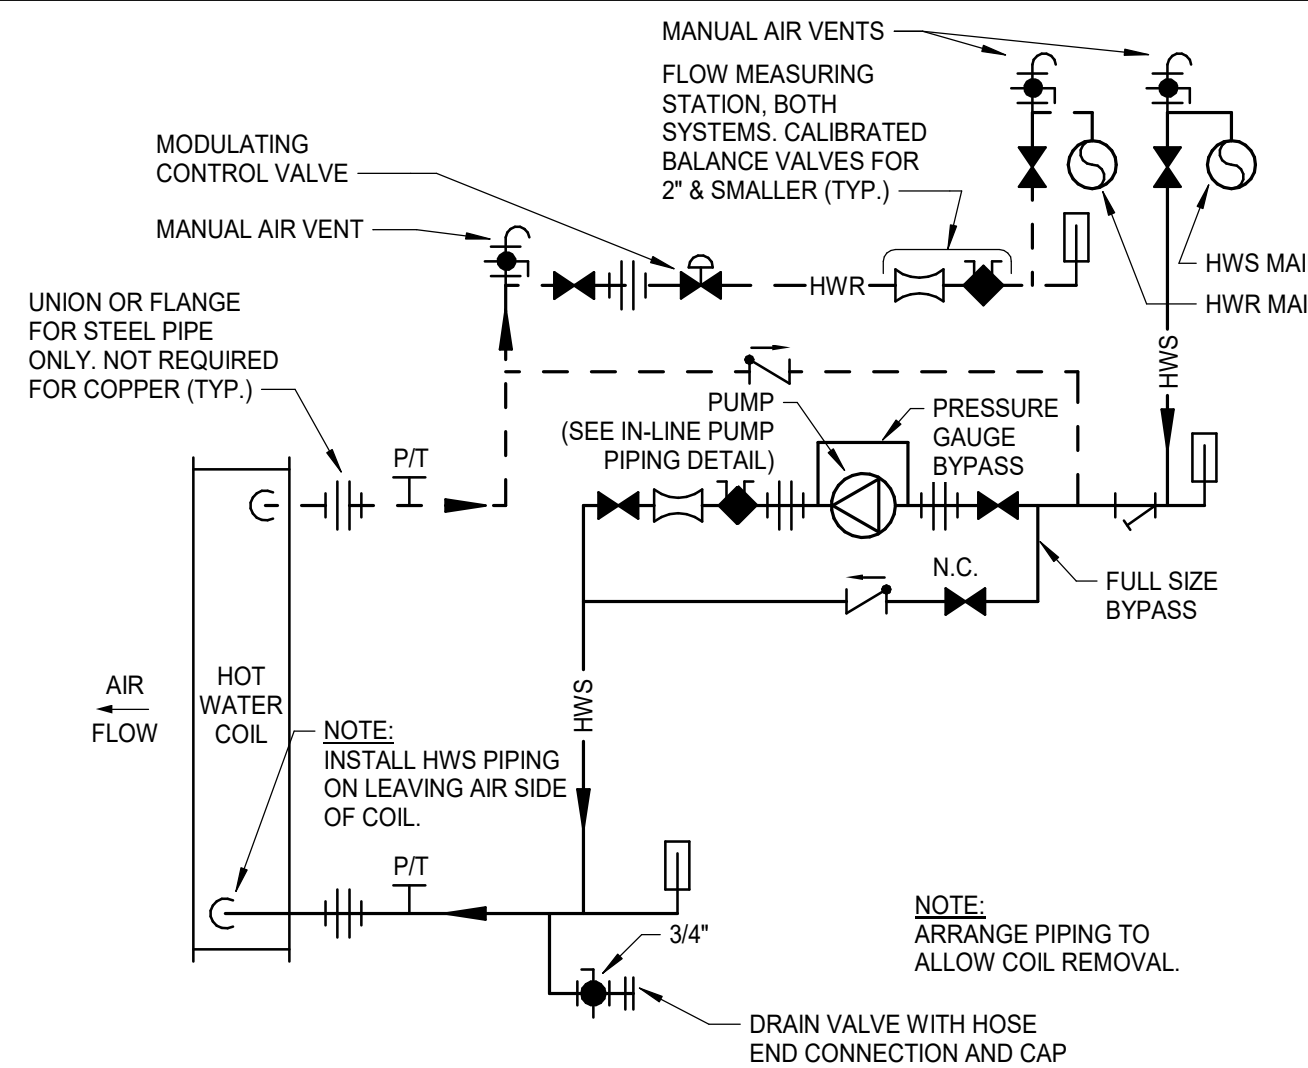 MANUAL AIR VENTS
FLOW MEASURING
STATION, BOTH
SYSTEMS. CALIBRATED
BALANCE VALVES FOR
2" & SMALLER (TYP.)
MODULATING
CONTROL VALVE
MANUAL AIR VENT
HWS MAI
HWR MAI
HWR
UNION OR FLANGE
FOR STEEL PIPE
ONLY. NOT REQUIRED
FOR COPPER (TYP.)
HWS
PUMP
(SEE IN-LINE PUMP
PIPING DETAIL)
PRESSURE
GAUGE
BYPASS
P/T
N.C.
FULL SIZE
BYPASS
AIR
FLOW
HOT
WATER
COIL
HWS
NOTE:
INSTALL HWS PIPING
ON LEAVING AIR SIDE
OF COIL.
P/T
3/4"
NOTE:
ARRANGE PIPING TO
ALLOW COIL REMOVAL.
DRAIN VALVE WITH HOSE
END CONNECTION AND CAP